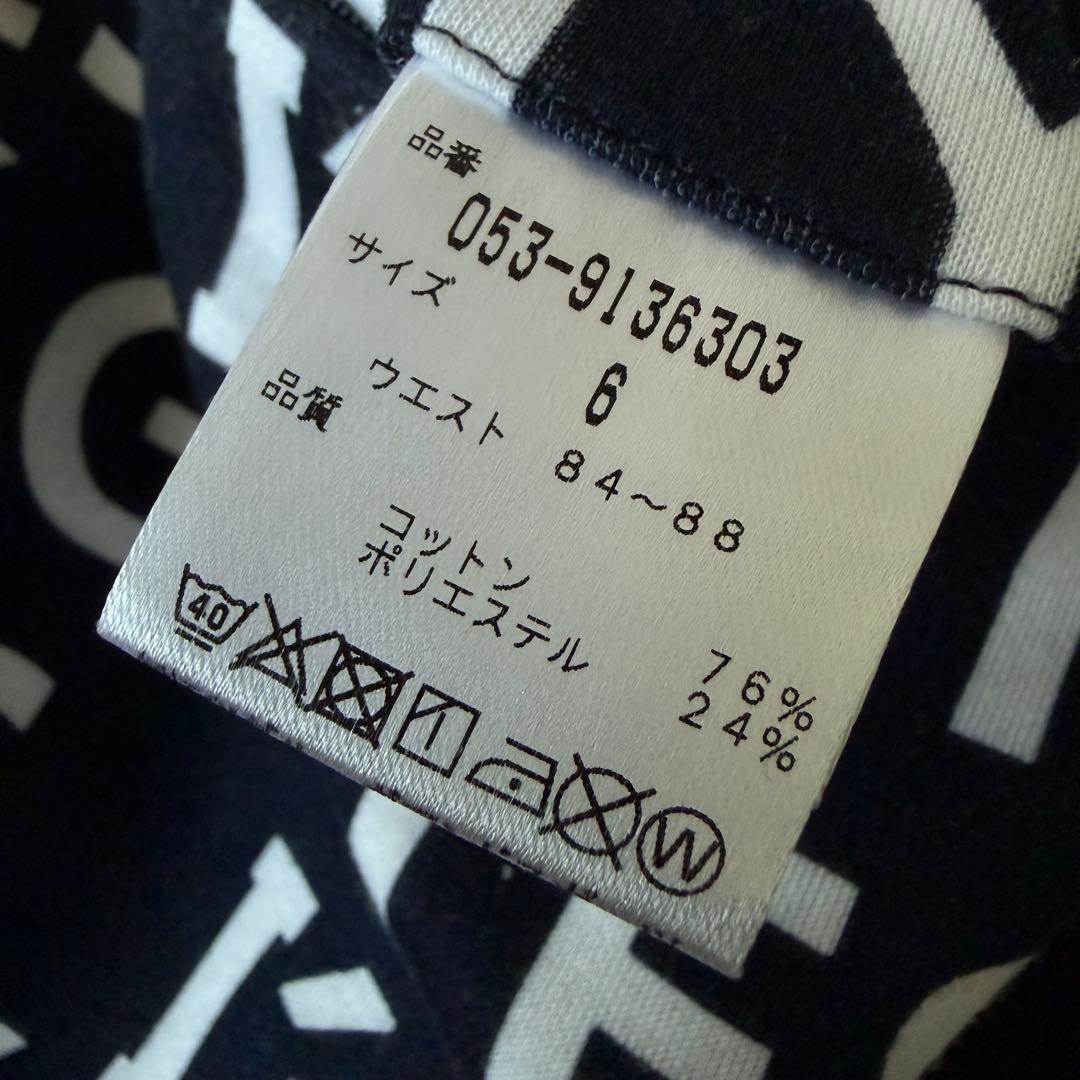 品番
053-9136303
サイズ
6
ウエスト 84〜88
品質
コットン 76%
ポリエステル 24%
40
W